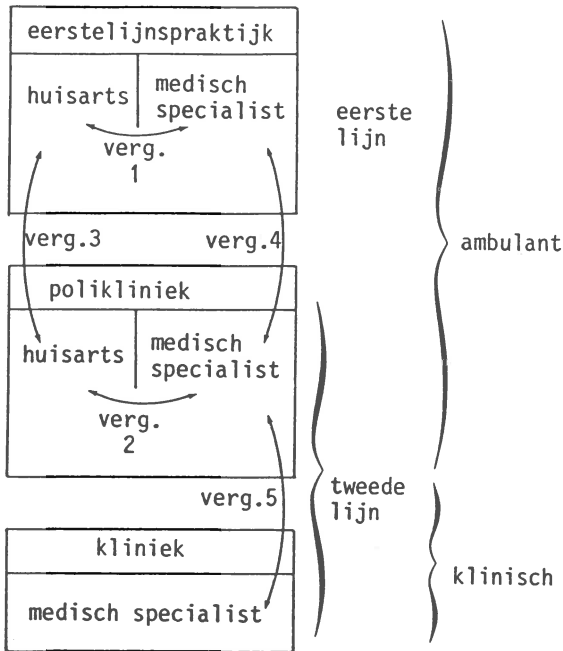 eerstelijnspraktijk
huisarts
medisch
specialist
verg.
1
eerste
lijn
verg.3
verg.4
ambulant
polikliniek
huisarts
medisch
specialist
verg.
2
verg.5
tweede
lijn
kliniek
klinisch
medisch specialist